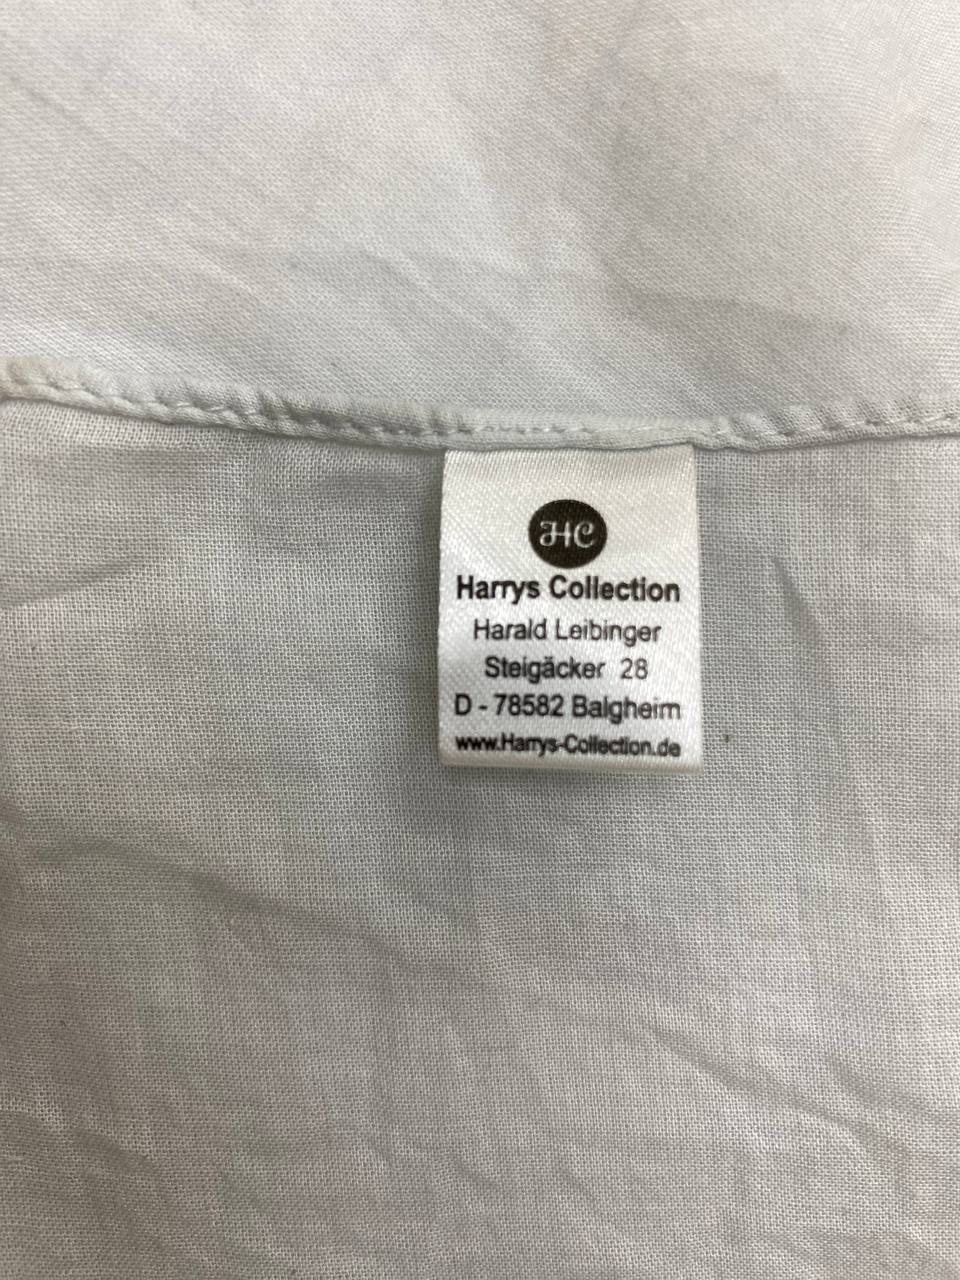 HC
Harrys Collection
Harald Leibinger
Steigäcker 28
D - 78582 Balgheim
www.Harrys-Collection.de